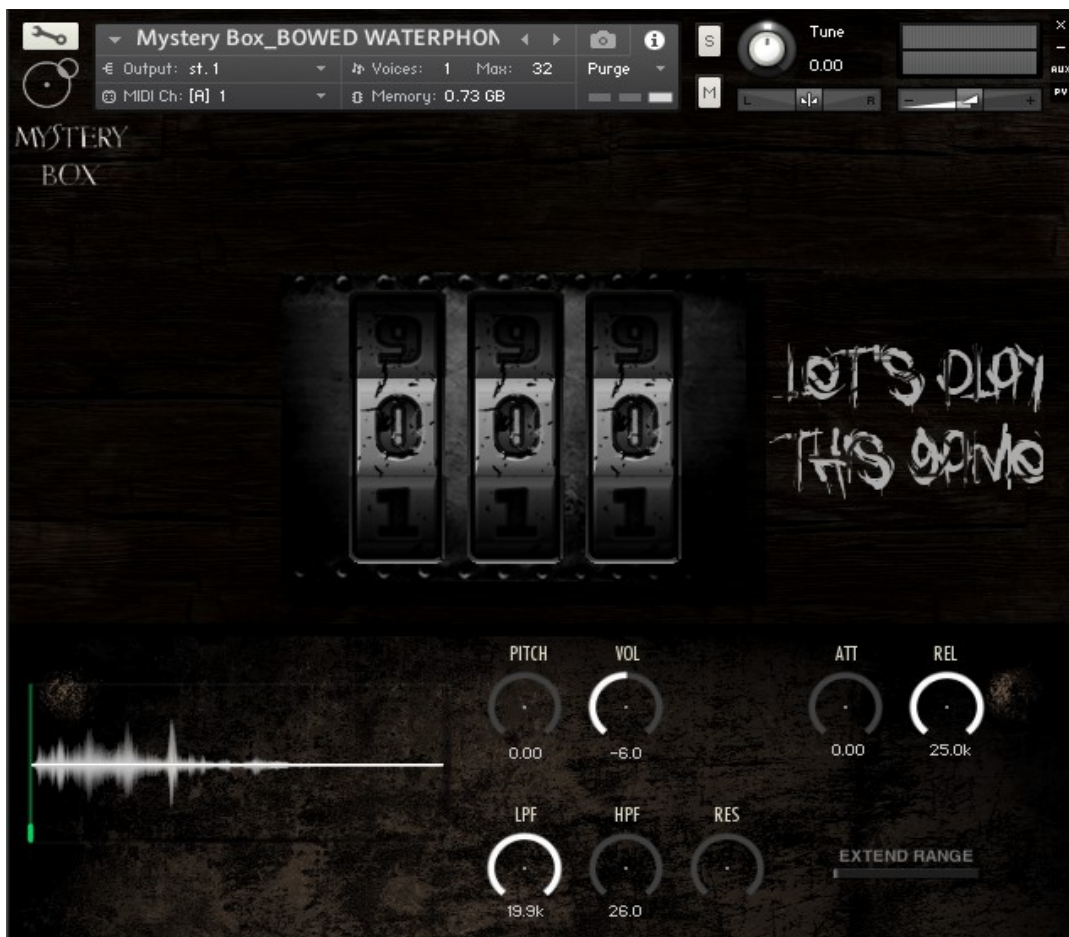 Mystery Box_BOWED WATERPHON
Output: st.1
Voices: 1 Max: 32
Purge
MIDI Ch: [A] 1
Memory: 0.73 GB
S
M
Tune
0.00
L
R
-
+
×
-
AUX
PV
MYSTERY
BOX
9 9 9
0 0 0
1 1 1
LET'S PLAY
THIS GAME
PITCH
VOL
ATT
REL
0.00
-6.0
0.00
25.0k
LPF
HPF
RES
EXTEND RANGE
19.9k
26.0